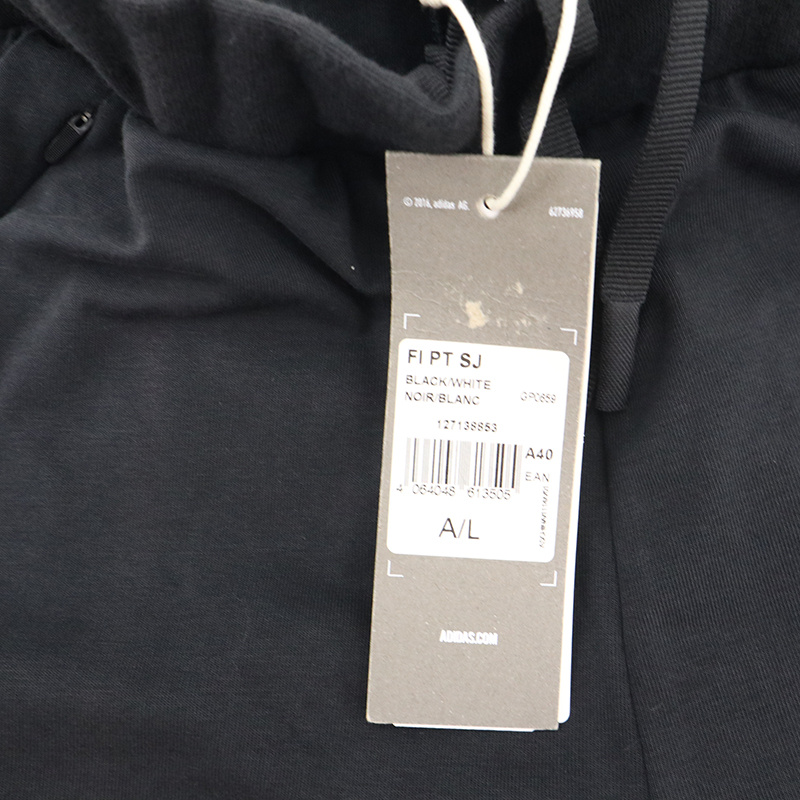 © 2016, adidas AG.
62736958
FI PT SJ
BLACK/WHITE
NOIR/BLANC
GP0659
127138853
A40
EAN
4 064048 613505
A/L
ADIDAS.COM